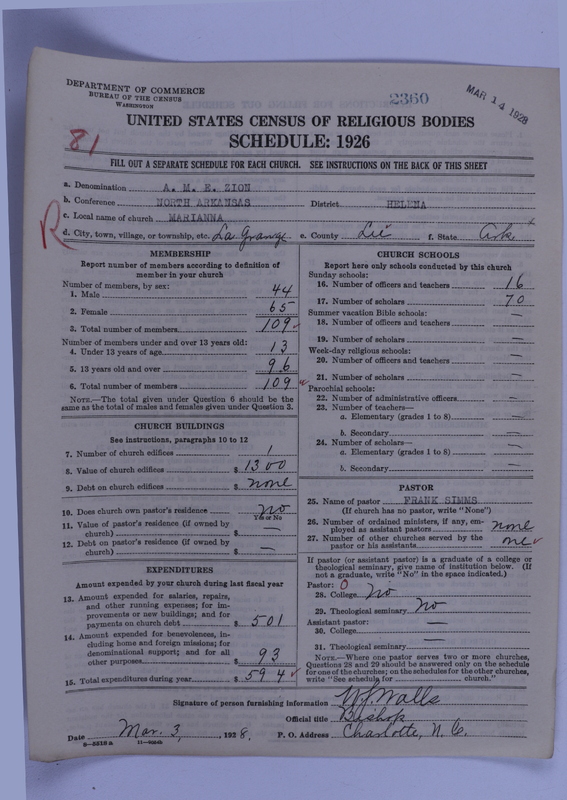 DEPARTMENT OF COMMERCE
BUREAU OF THE CENSUS
WASHINGTON
2360
MAR 14 1928
UNITED STATES CENSUS OF RELIGIOUS BODIES
SCHEDULE: 1926
81
FILL OUT A SEPARATE SCHEDULE FOR EACH CHURCH. SEE INSTRUCTIONS ON THE BACK OF THIS SHEET
R
a. Denomination A. M. E. ZION
b. Conference NORTH ARKANSAS District HELENA
c. Local name of church MARIANNA
d. City, town, village, or township, etc. La Grange e. County Lee f. State Ark.
MEMBERSHIP
Report number of members according to definition of
member in your church
Number of members, by sex:
1. Male 44
2. Female 65
3. Total number of members 109
Number of members under and over 13 years old:
4. Under 13 years of age 13
5. 13 years old and over 96
6. Total number of members 109
NOTE.—The total given under Question 6 should be the
same as the total of males and females given under Question 3.
CHURCH BUILDINGS
See instructions, paragraphs 10 to 12
7. Number of church edifices 1
8. Value of church edifices $ 1300
9. Debt on church edifices $ none
10. Does church own pastor's residence no
Yes or No
11. Value of pastor's residence (if owned by
church) $ —
12. Debt on pastor's residence (if owned by
church) $ —
EXPENDITURES
Amount expended by your church during last fiscal year
13. Amount expended for salaries, repairs,
and other running expenses; for im-
provements or new buildings; and for
payments on church debt $ 501
14. Amount expended for benevolences, in-
cluding home and foreign missions; for
denominational support; and for all
other purposes $ 93
15. Total expenditures during year $ 594
CHURCH SCHOOLS
Report here only schools conducted by this church
Sunday schools:
16. Number of officers and teachers 16
17. Number of scholars 70
Summer vacation Bible schools:
18. Number of officers and teachers —
19. Number of scholars —
Week-day religious schools:
20. Number of officers and teachers —
21. Number of scholars —
Parochial schools:
22. Number of administrative officers —
23. Number of teachers—
a. Elementary (grades 1 to 8) —
b. Secondary —
24. Number of scholars—
a. Elementary (grades 1 to 8) —
b. Secondary —
PASTOR
25. Name of pastor FRANK SIMMS
(If church has no pastor, write "None")
26. Number of ordained ministers, if any, em-
ployed as assistant pastors none
27. Number of other churches served by the
pastor or his assistants one
If pastor (or assistant pastor) is a graduate of a college or
theological seminary, give name of institution below. (If
not a graduate, write "No" in the space indicated.)
Pastor: 0
28. College No
29. Theological seminary No
Assistant pastor: —
30. College —
31. Theological seminary —
NOTE.—Where one pastor serves two or more churches,
Questions 28 and 29 should be answered only on the schedule
for one of the churches; on the schedules for the other churches,
write "See schedule for church."
Signature of person furnishing information W. J. Walls
Official title Bishop
Date Mar. 3, 1928. P. O. Address Charlotte, N. C.